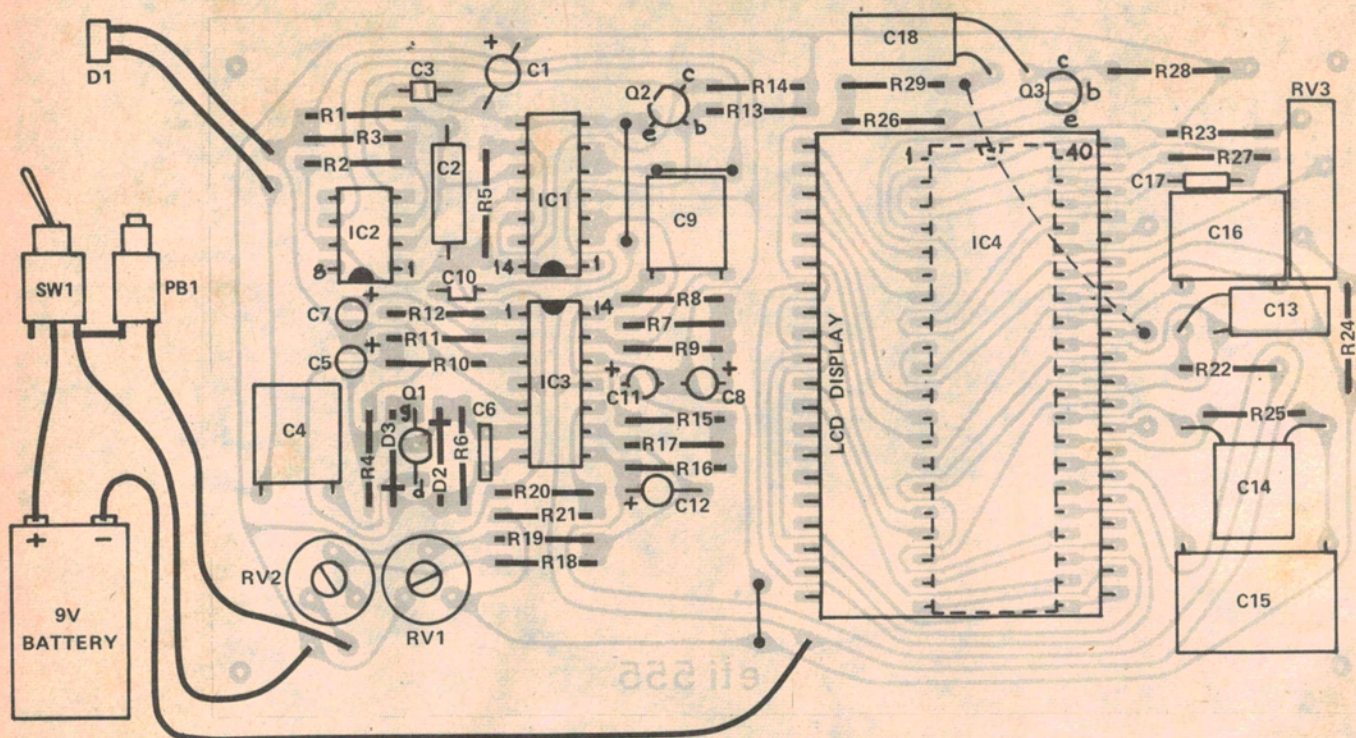 D1
C3
+
C1
C18
R1
R3
R2
C2
R5
IC1
Q2
c
b
e
R14
R13
R29
R26
Q3
c
b
e
R28
RV3
R23
R27
C17
C16
SW1
PB1
IC2
8
1
14
1
C9
C10
1
40
IC4
LCD DISPLAY
C7
+
R12
R11
C5
+
R10
1
14
IC3
R8
R7
R9
+
C11
C8
+
C13
R24
R22
R25
C4
R4
D3
+
Q1
g
d
D2
+
R6
C6
R15
R17
R16
+
C12
R20
R21
R19
R18
C14
C15
RV2
RV1
+ −
9V
BATTERY
eti 555